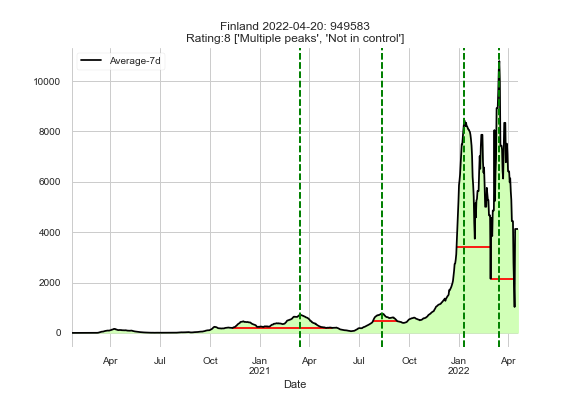 Finland 2022-04-20: 949583
Rating:8 ['Multiple peaks', 'Not in control']
Average-7d
10000
8000
6000
4000
2000
0
Apr Jul Oct Jan Apr Jul Oct Jan Apr
2021 2022
Date